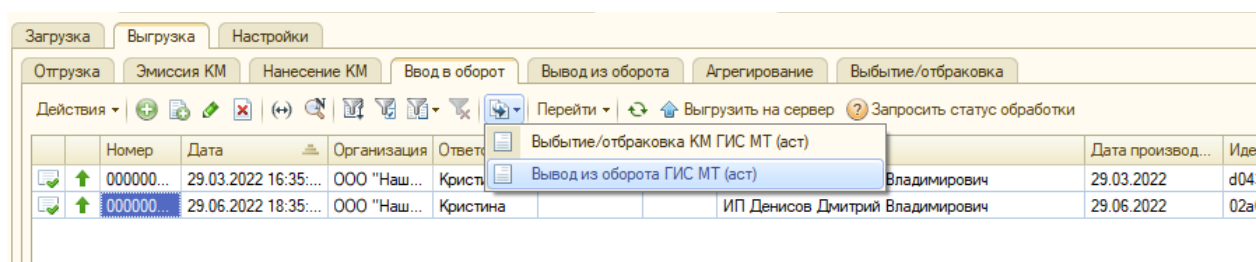 Загрузка Выгрузка Настройки
Отгрузка Эмиссия КМ Нанесение КМ Ввод в оборот Вывод из оборота Агрегирование Выбытие/отбраковка
Действия Перейти Выгрузить на сервер Запросить статус обработки
Выбытие/отбраковка КМ ГИС МТ (аст)
Номер Дата Организация Ответс Дата производ... Иде
Вывод из оборота ГИС МТ (аст)
000000... 29.03.2022 16:35:... ООО "Наш... Кристи Владимирович 29.03.2022 d04
000000... 29.06.2022 18:35:... ООО "Наш... Кристина ИП Денисов Дмитрий Владимирович 29.06.2022 02a